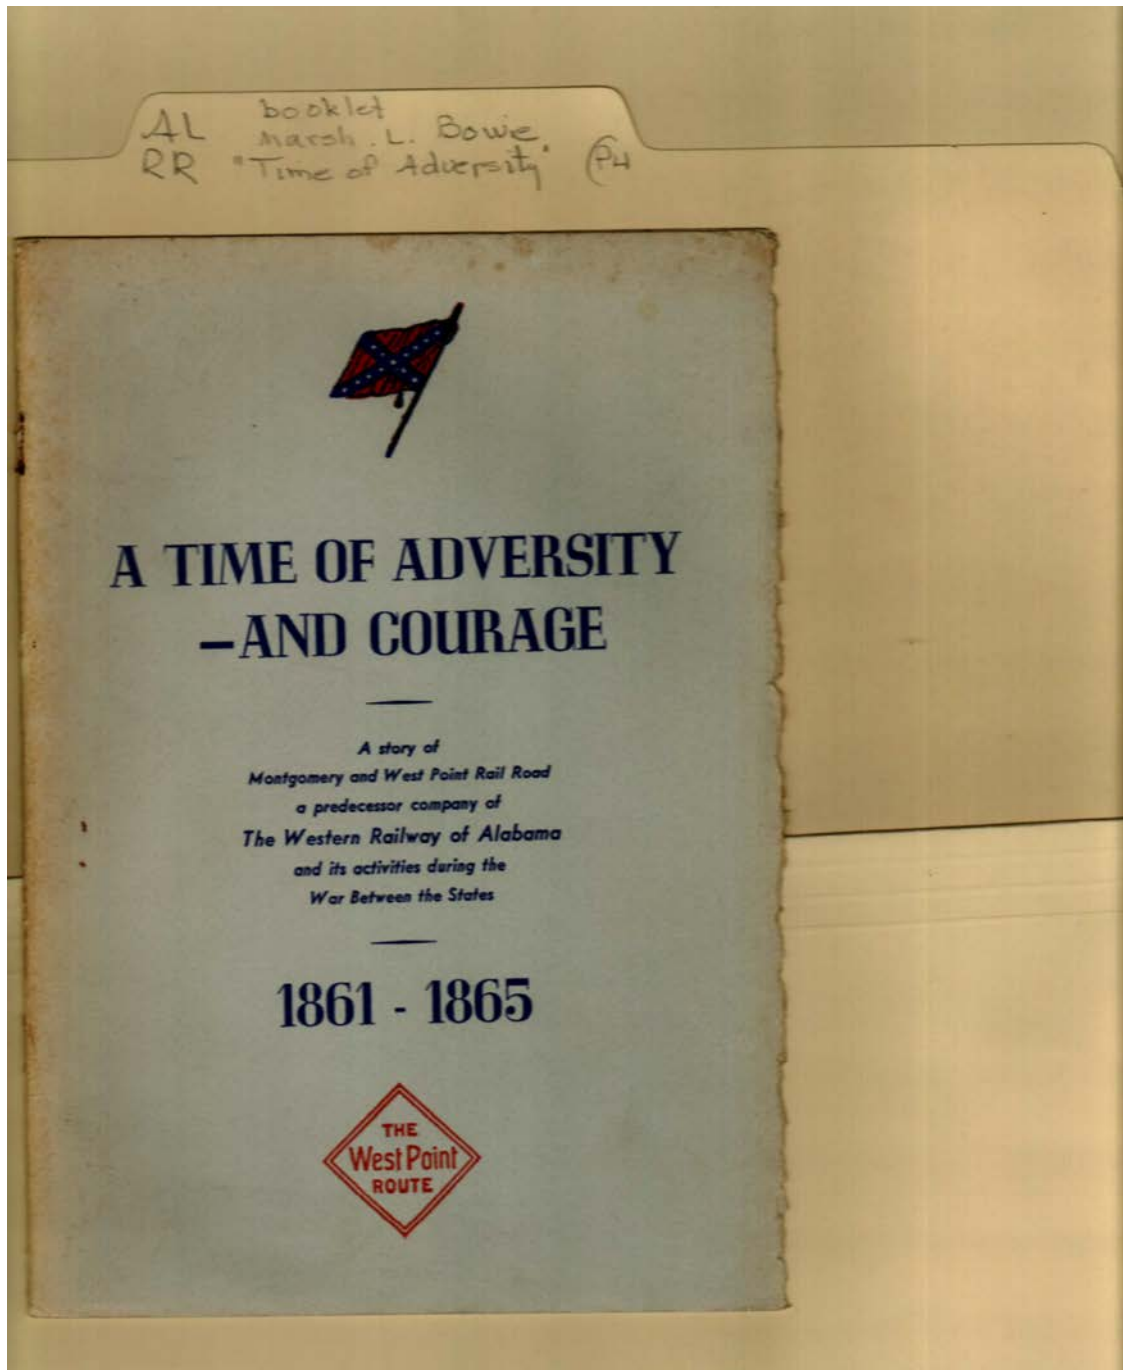 AL booklet
Marsh. L. Bowie
RR "Time of Adversity"
A TIME OF ADVERSITY
—AND COURAGE
A story of
Montgomery and West Point Rail Road
a predecessor company of
The Western Railway of Alabama
and its activities during the
War Between the States
1861 - 1865
THE
West Point
ROUTE